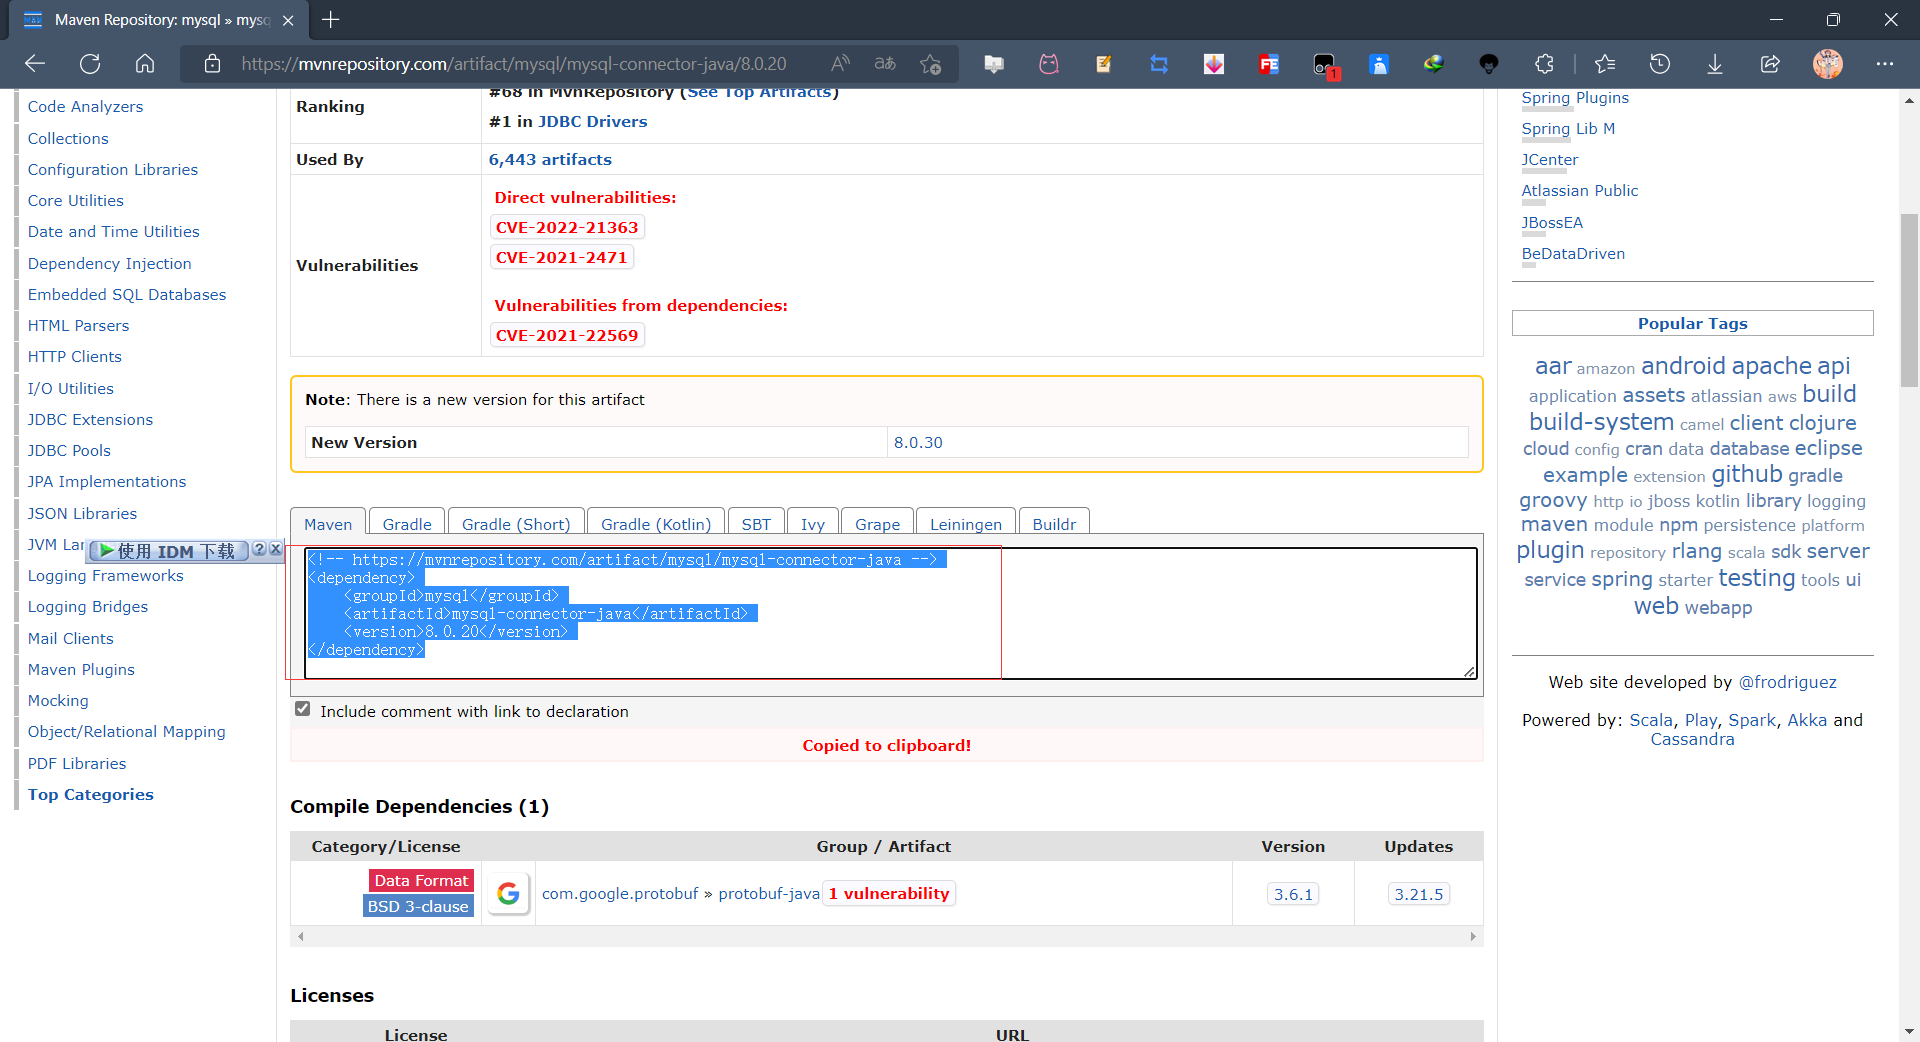 Maven Repository: mysql » mysq
https://mvnrepository.com/artifact/mysql/mysql-connector-java/8.0.20
1
Code Analyzers
Collections
Configuration Libraries
Core Utilities
Date and Time Utilities
Dependency Injection
Embedded SQL Databases
HTML Parsers
HTTP Clients
I/O Utilities
JDBC Extensions
JDBC Pools
JPA Implementations
JSON Libraries
JVM Lar
使用 IDM 下载
Logging Frameworks
Logging Bridges
Mail Clients
Maven Plugins
Mocking
Object/Relational Mapping
PDF Libraries
Top Categories
Ranking
#68 in MvnRepository (See Top Artifacts)
#1 in JDBC Drivers
Used By
6,443 artifacts
Vulnerabilities
Direct vulnerabilities:
CVE-2022-21363
CVE-2021-2471
Vulnerabilities from dependencies:
CVE-2021-22569
Note: There is a new version for this artifact
New Version
8.0.30
Maven
Gradle
Gradle (Short)
Gradle (Kotlin)
SBT
Ivy
Grape
Leiningen
Buildr
<!-- https://mvnrepository.com/artifact/mysql/mysql-connector-java -->
<dependency>
    <groupId>mysql</groupId>
    <artifactId>mysql-connector-java</artifactId>
    <version>8.0.20</version>
</dependency>
Include comment with link to declaration
Copied to clipboard!
Compile Dependencies (1)
Category/License Group / Artifact Version Updates
Data Format
BSD 3-clause
com.google.protobuf » protobuf-java 1 vulnerability
3.6.1
3.21.5
Licenses
License URL
Spring Plugins
Spring Lib M
JCenter
Atlassian Public
JBossEA
BeDataDriven
Popular Tags
aar amazon android apache api
application assets atlassian aws build
build-system camel client clojure
cloud config cran data database eclipse
example extension github gradle
groovy http io jboss kotlin library logging
maven module npm persistence platform
plugin repository rlang scala sdk server
service spring starter testing tools ui
web webapp
Web site developed by @frodriguez
Powered by: Scala, Play, Spark, Akka and
Cassandra